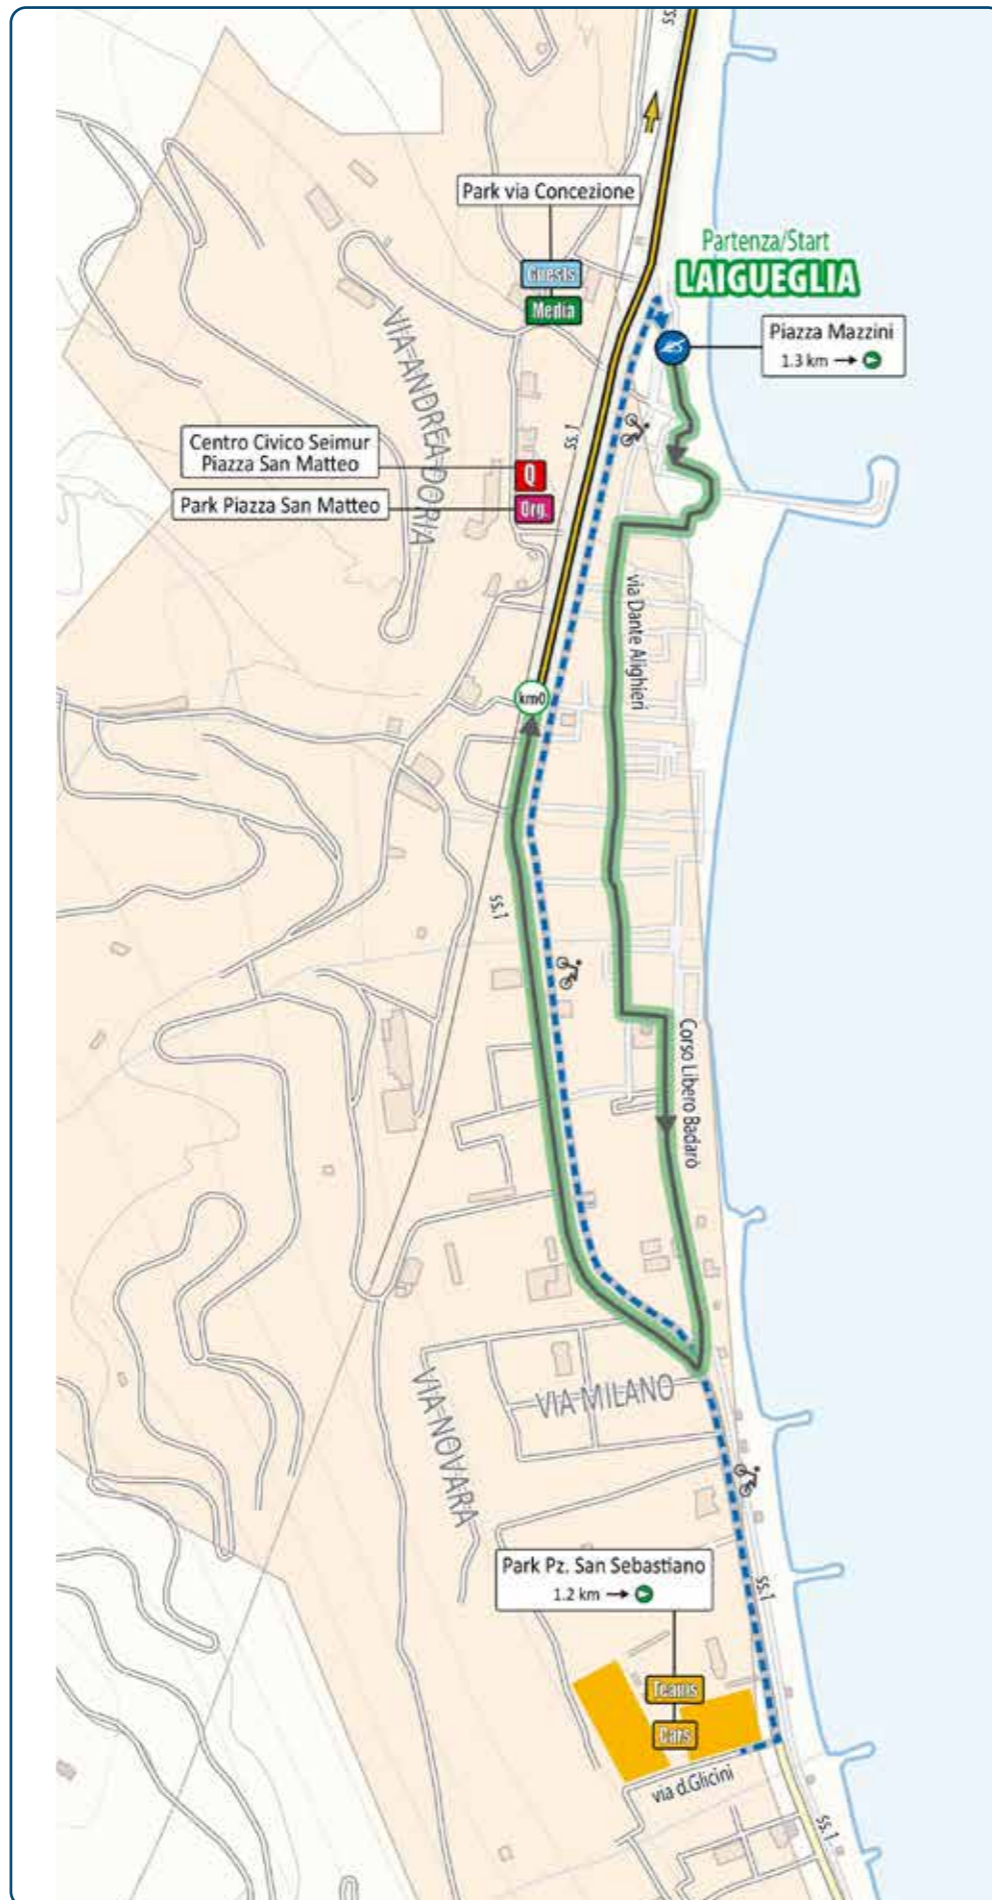 ss.
Park via Concezione
Guests
Media
Partenza/Start
LAIGUEGLIA
Piazza Mazzini
1.3 km
VIA ANDREA DORIA
ss.1
Centro Civico Seimur
Piazza San Matteo
Q
Park Piazza San Matteo
Org.
via Dante Alighieri
km0
ss.1
Corso Libero Badarò
VIA MILANO
VIA NOVARA
Park Pz. San Sebastiano
1.2 km
ss.1
Teams
Cars
via d.Glicini
ss.1